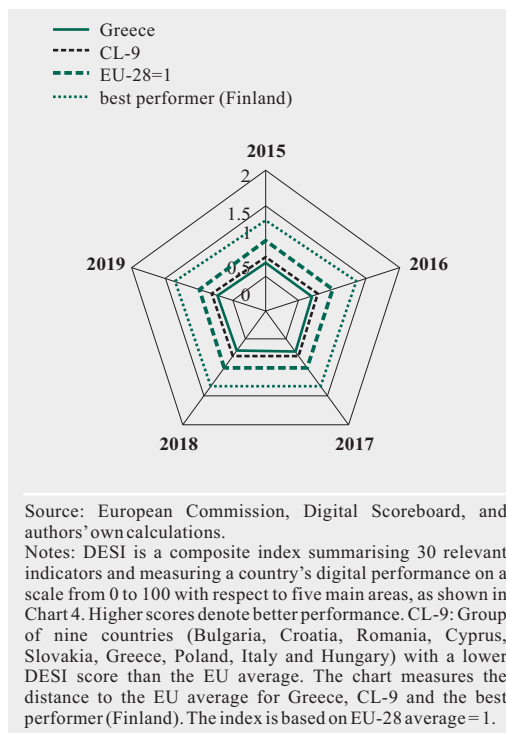 Greece
CL-9
EU-28=1
best performer (Finland)
2015
2
1.5
1
0.5
0
2019
2016
2018
2017
Source: European Commission, Digital Scoreboard, and
authors' own calculations.
Notes: DESI is a composite index summarising 30 relevant
indicators and measuring a country's digital performance on a
scale from 0 to 100 with respect to five main areas, as shown in
Chart 4. Higher scores denote better performance. CL-9: Group
of nine countries (Bulgaria, Croatia, Romania, Cyprus,
Slovakia, Greece, Poland, Italy and Hungary) with a lower
DESI score than the EU average. The chart measures the
distance to the EU average for Greece, CL-9 and the best
performer (Finland). The index is based on EU-28 average = 1.